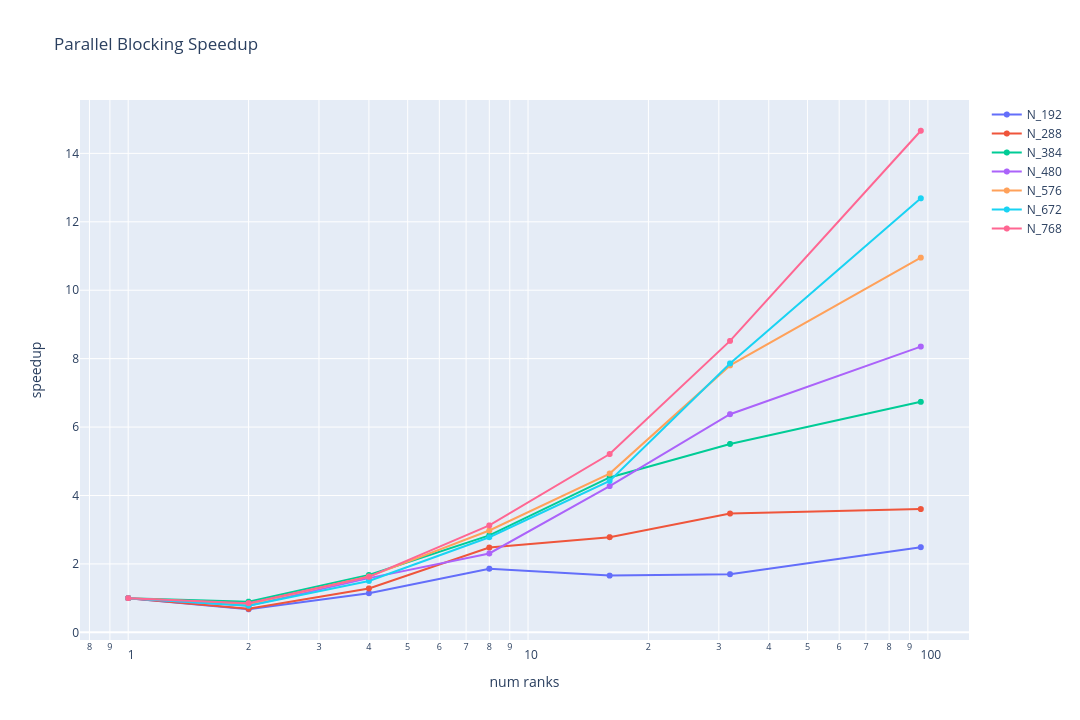 Parallel Blocking Speedup
N_192
N_288
N_384
N_480
N_576
N_672
N_768
speedup
14
12
10
8
6
4
2
0
8 9 1 2 3 4 5 6 7 8 9 10 2 3 4 5 6 7 8 9 100
num ranks